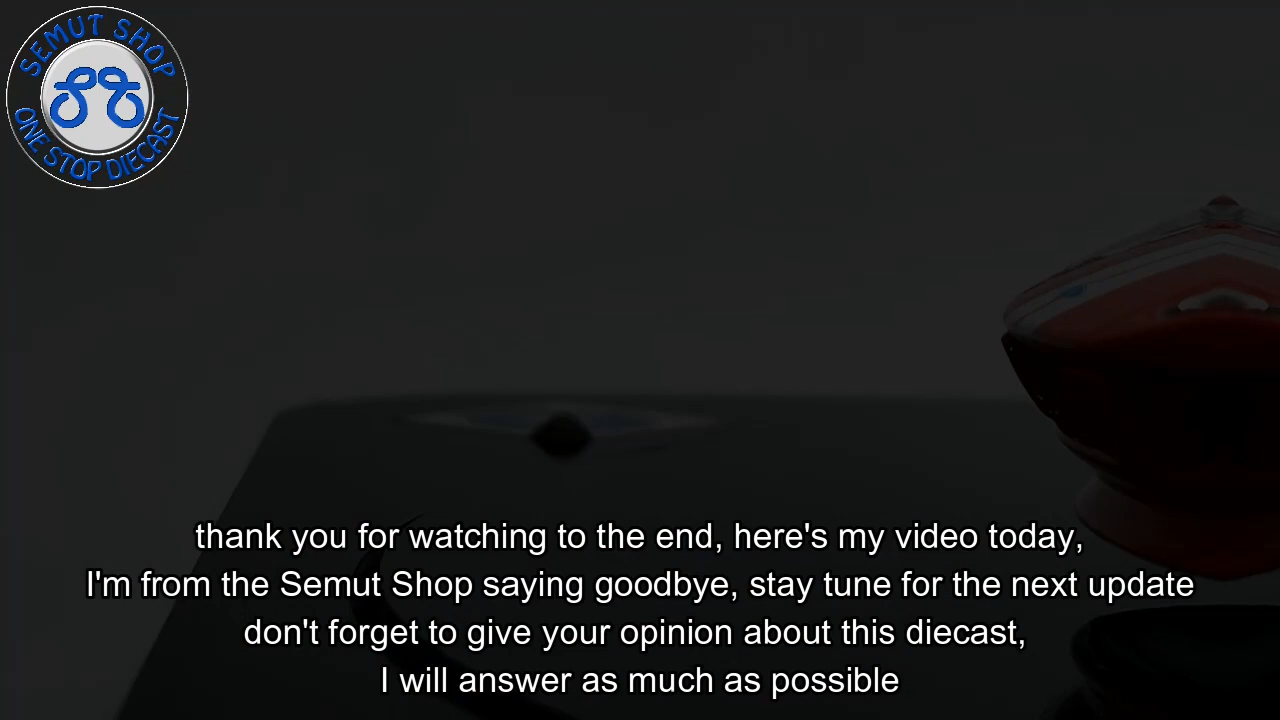 SEMUT SHOP
ONE STOP DIECAST
thank you for watching to the end, here's my video today,
I'm from the Semut Shop saying goodbye, stay tune for the next update
don't forget to give your opinion about this diecast,
I will answer as much as possible